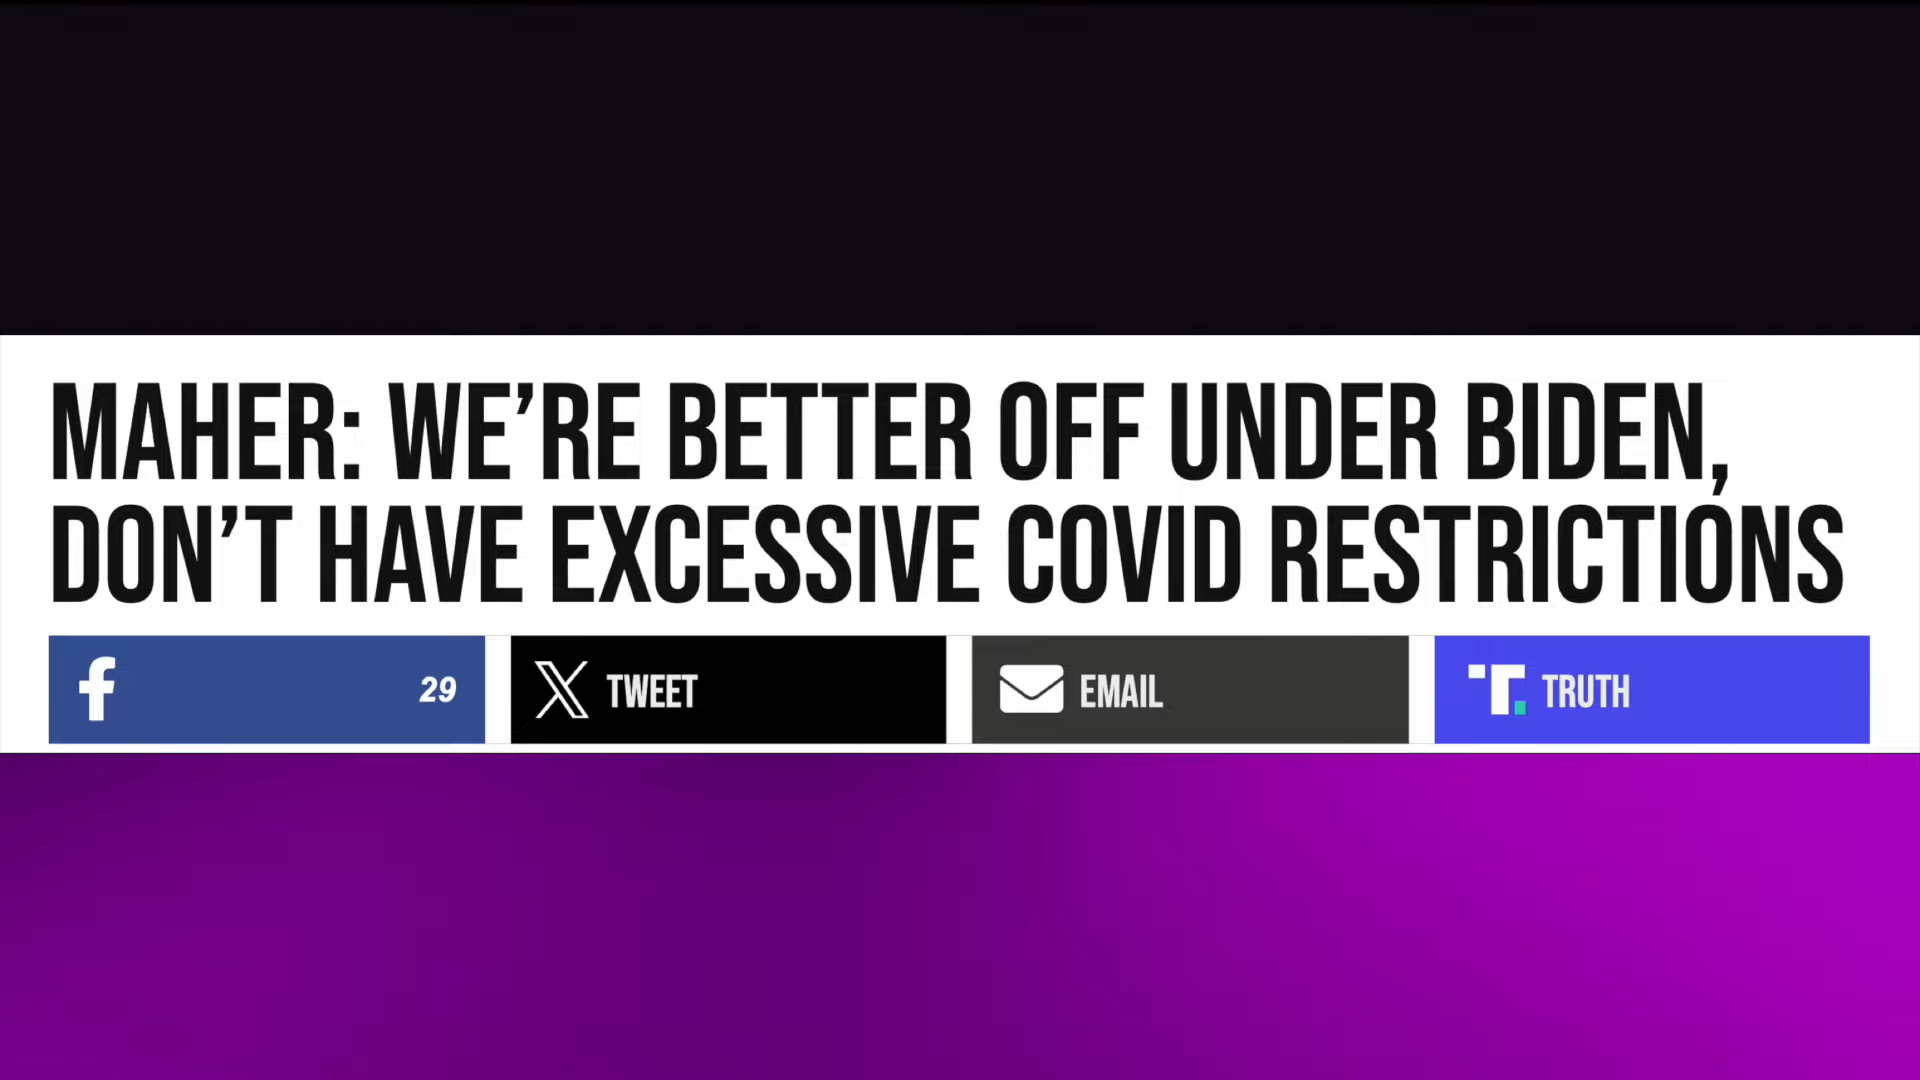 MAHER: WE’RE BETTER OFF UNDER BIDEN,
DON’T HAVE EXCESSIVE COVID RESTRICTIONS
29
TWEET
EMAIL
TRUTH